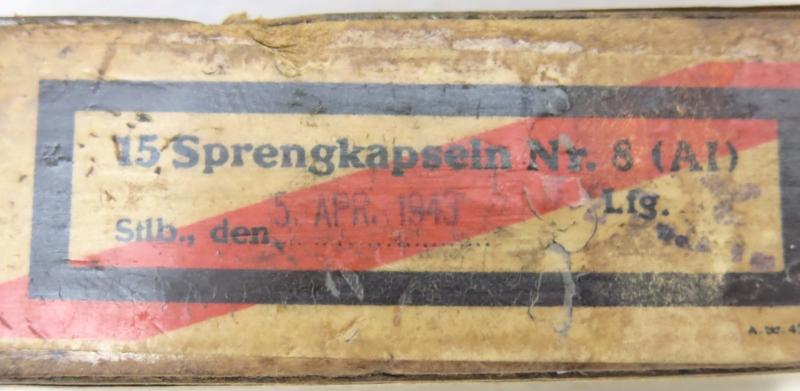 15 Sprengkapseln Nr. 8 (Al)
Stlb., den 5. APR. 1943 Lfg.